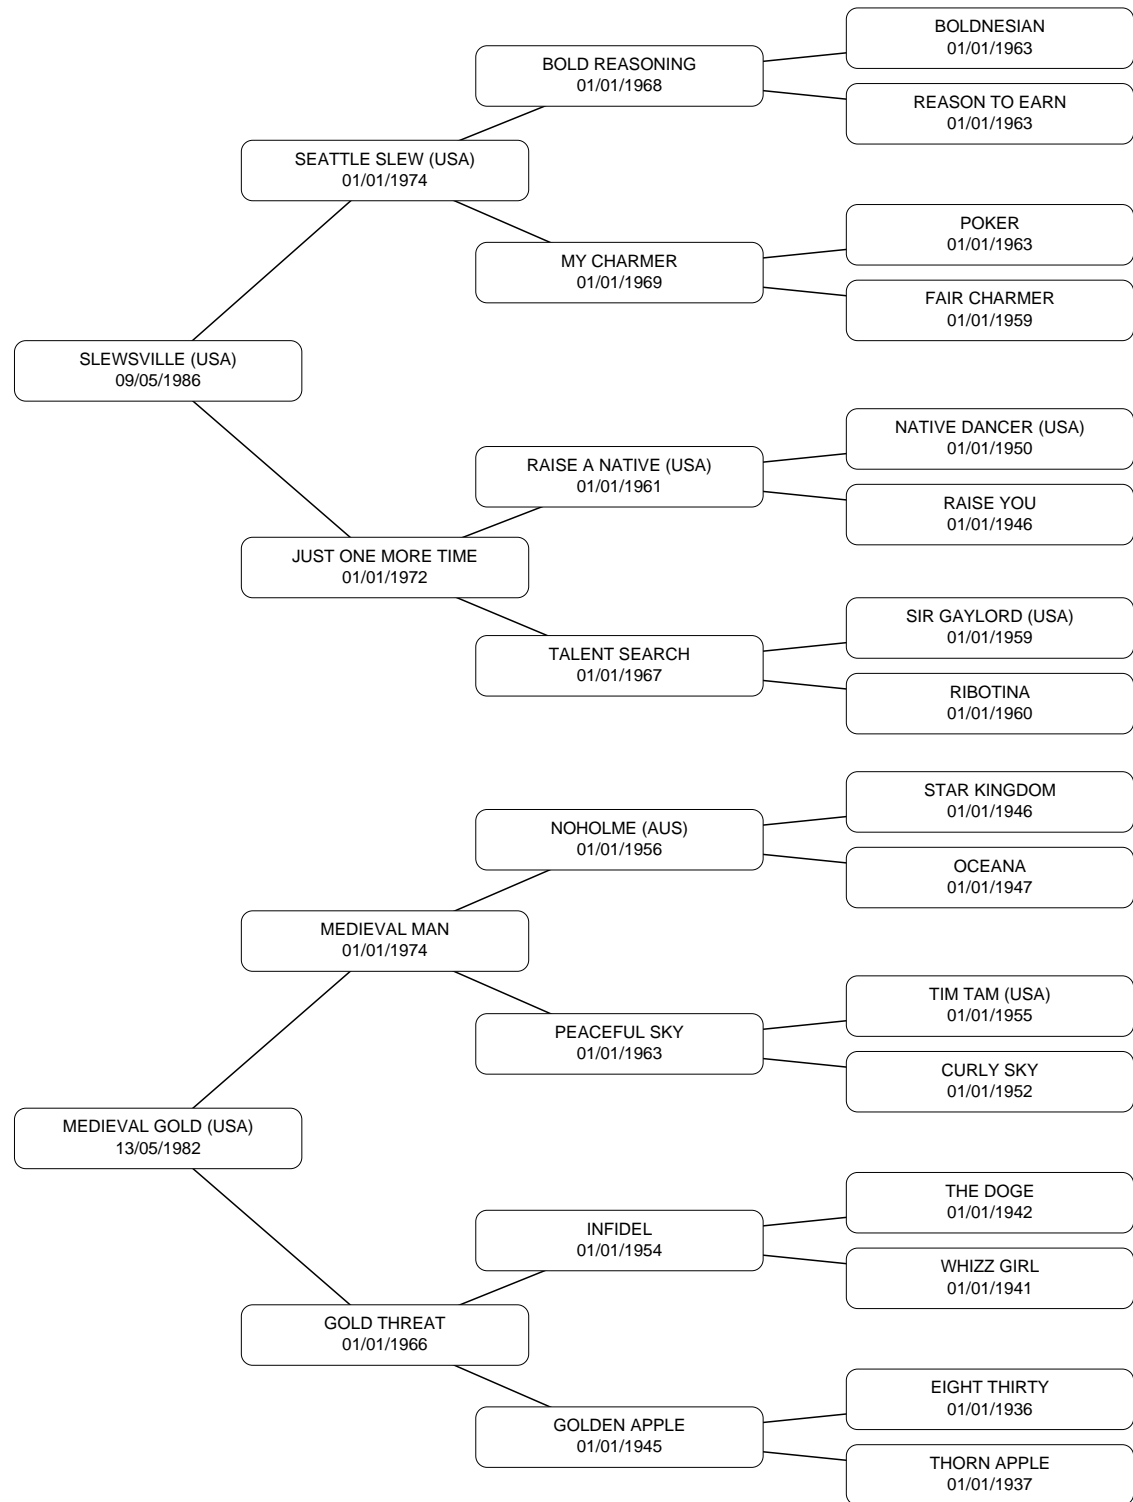 BOLDNESIAN
01/01/1963
BOLD REASONING
01/01/1968
REASON TO EARN
01/01/1963
SEATTLE SLEW (USA)
01/01/1974
POKER
01/01/1963
MY CHARMER
01/01/1969
FAIR CHARMER
01/01/1959
SLEWSVILLE (USA)
09/05/1986
NATIVE DANCER (USA)
01/01/1950
RAISE A NATIVE (USA)
01/01/1961
RAISE YOU
01/01/1946
JUST ONE MORE TIME
01/01/1972
SIR GAYLORD (USA)
01/01/1959
TALENT SEARCH
01/01/1967
RIBOTINA
01/01/1960
STAR KINGDOM
01/01/1946
NOHOLME (AUS)
01/01/1956
OCEANA
01/01/1947
MEDIEVAL MAN
01/01/1974
TIM TAM (USA)
01/01/1955
PEACEFUL SKY
01/01/1963
CURLY SKY
01/01/1952
MEDIEVAL GOLD (USA)
13/05/1982
THE DOGE
01/01/1942
INFIDEL
01/01/1954
WHIZZ GIRL
01/01/1941
GOLD THREAT
01/01/1966
EIGHT THIRTY
01/01/1936
GOLDEN APPLE
01/01/1945
THORN APPLE
01/01/1937